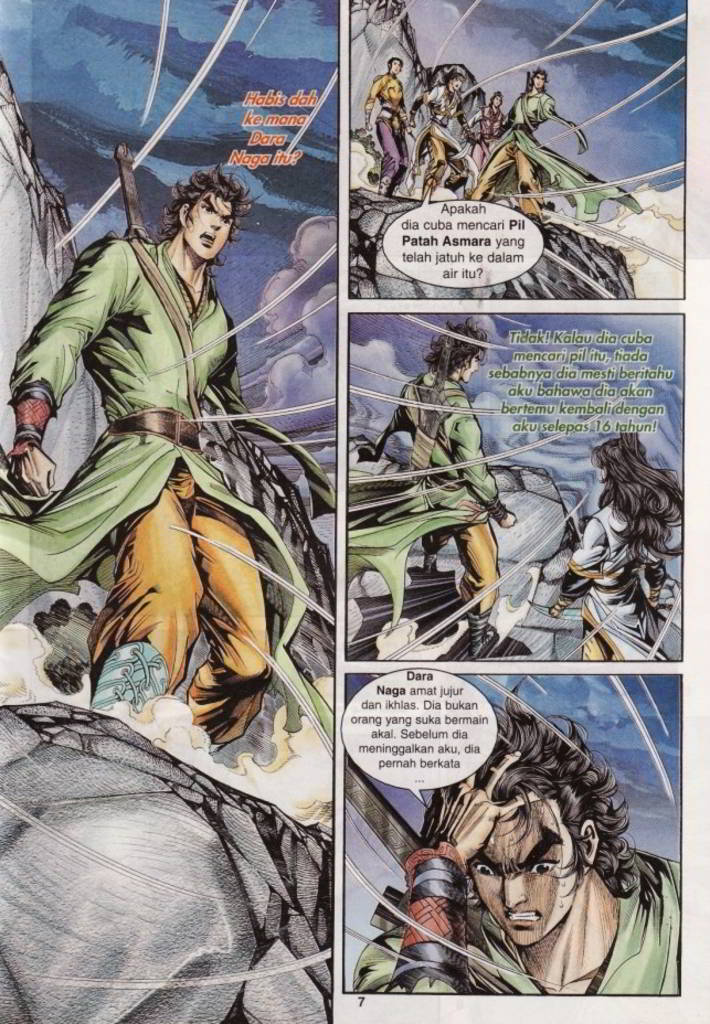 Habis dah
ke mana
Dara
Naga itu?
Apakah
dia cuba mencari Pil
Patah Asmara yang
telah jatuh ke dalam
air itu?
Tidak! Kalau dia cuba
mencari pil itu, tiada
sebabnya dia mesti beritahu
aku bahawa dia akan
bertemu kembali dengan
aku selepas 16 tahun!
Dara
Naga amat jujur
dan ikhlas. Dia bukan
orang yang suka bermain
akal. Sebelum dia
meninggalkan aku, dia
pernah berkata
...
7